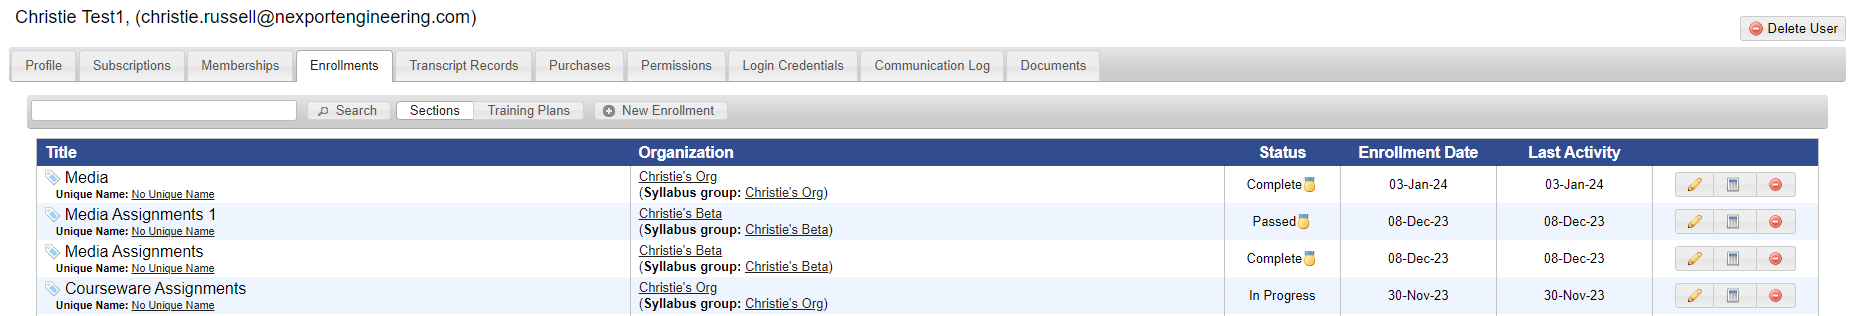 Christie Test1, (christie.russell@nexportengineering.com)
Delete User
Profile Subscriptions Memberships Enrollments Transcript Records Purchases Permissions Login Credentials Communication Log Documents
Search Sections Training Plans New Enrollment
Title Organization Status Enrollment Date Last Activity
Media Christie's Org
Unique Name: No Unique Name (Syllabus group: Christie's Org) Complete 03-Jan-24 03-Jan-24
Media Assignments 1 Christie's Beta
Unique Name: No Unique Name (Syllabus group: Christie's Beta) Passed 08-Dec-23 08-Dec-23
Media Assignments Christie's Beta
Unique Name: No Unique Name (Syllabus group: Christie's Beta) Complete 08-Dec-23 08-Dec-23
Courseware Assignments Christie's Org
Unique Name: No Unique Name (Syllabus group: Christie's Org) In Progress 30-Nov-23 30-Nov-23